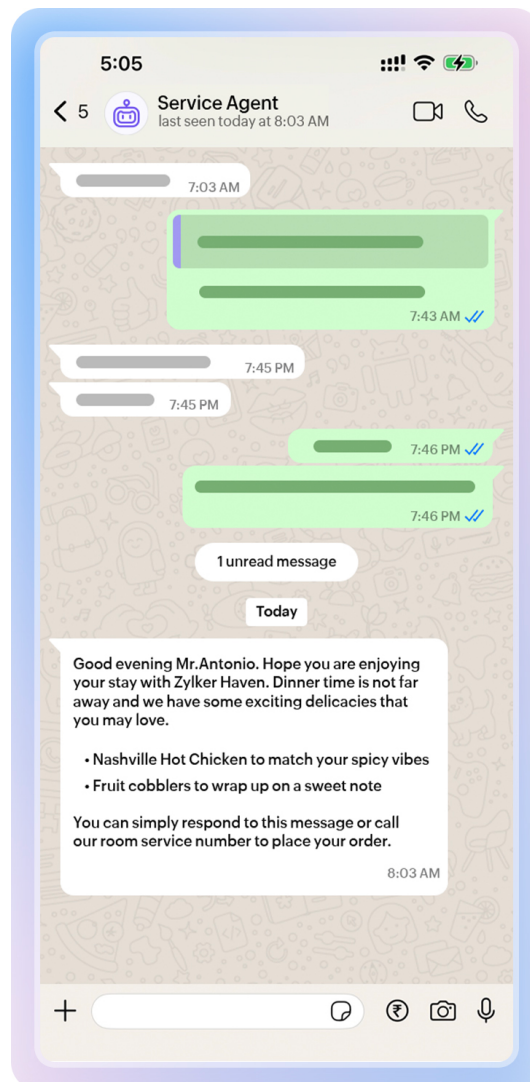 5:05
5
Service Agent
last seen today at 8:03 AM
7:03 AM
7:43 AM
7:45 PM
7:45 PM
7:46 PM
7:46 PM
1 unread message
Today
Good evening Mr.Antonio. Hope you are enjoying
your stay with Zylker Haven. Dinner time is not far
away and we have some exciting delicacies that
you may love.
• Nashville Hot Chicken to match your spicy vibes
• Fruit cobblers to wrap up on a sweet note
You can simply respond to this message or call
our room service number to place your order.
8:03 AM
₹